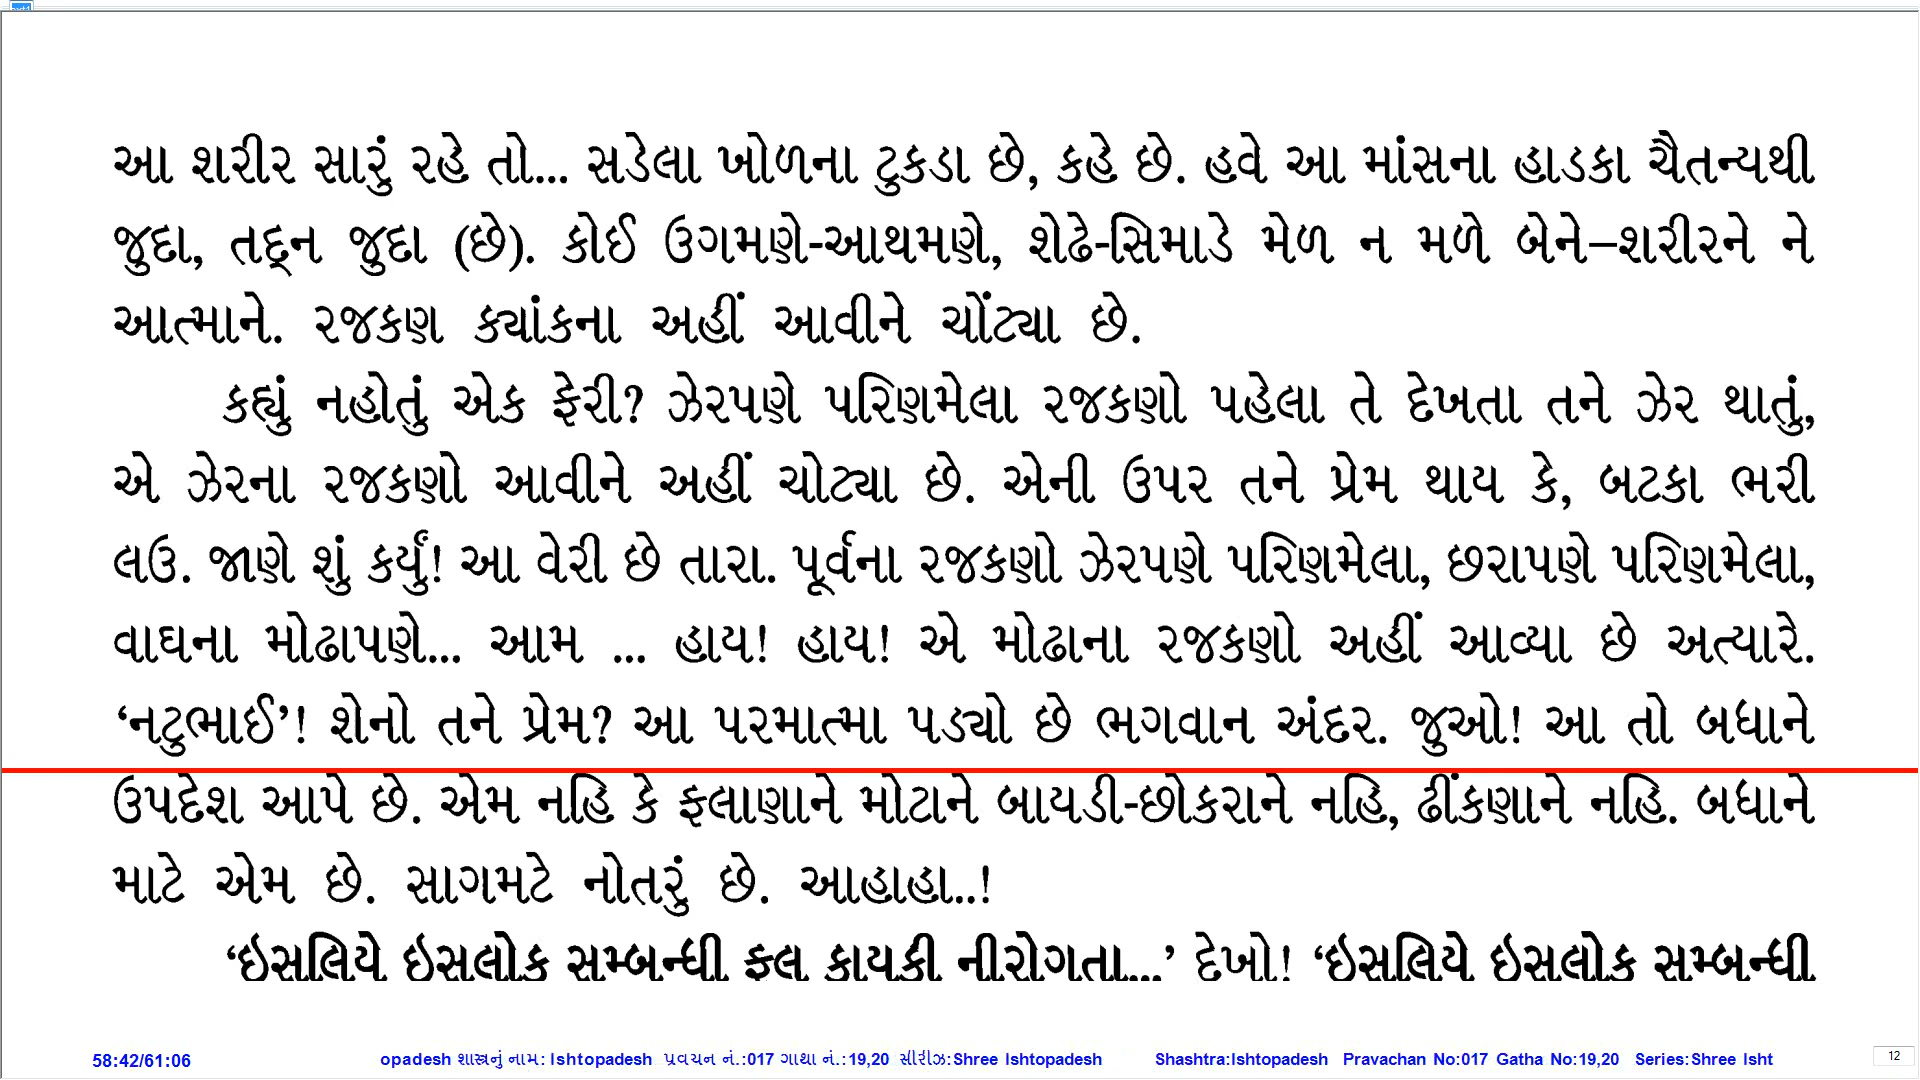 આ શરીર સારું રહે તો... સડેલા ખોળના ટુકડા છે, કહે છે. હવે આ માંસના હાડકા ચૈતન્યથી
જુદા, તદ્દન જુદા (છે). કોઈ ઉગમણે-આથમણે, શેઢે-સિમાડે મેળ ન મળે બેને–શરીરને ને
આત્માને. રજકણ ક્યાંકના અહીં આવીને ચોંટ્યા છે.
કહ્યું નહોતું એક ફેરી? ઝેરપણે પરિણમેલા રજકણો પહેલા તે દેખતા તને ઝેર થાતું,
એ ઝેરના રજકણો આવીને અહીં ચોટ્યા છે. એની ઉપર તને પ્રેમ થાય કે, બટકા ભરી
લઉ. જાણે શું કર્યું! આ વેરી છે તારા. પૂર્વના રજકણો ઝેરપણે પરિણમેલા, છરાપણે પરિણમેલા,
વાઘના મોઢાપણે... આમ ... હાય! હાય! એ મોઢાના રજકણો અહીં આવ્યા છે અત્યારે.
‘નટુભાઈ’! શેનો તને પ્રેમ? આ પરમાત્મા પડ્યો છે ભગવાન અંદર. જુઓ! આ તો બધાને
ઉપદેશ આપે છે. એમ નહિ કે ફલાણાને મોટાને બાયડી-છોકરાને નહિ, ઢીંકણાને નહિ. બધાને
માટે એમ છે. સાગમટે નોતરું છે. આહાહા..!
‘ઇસલિયે ઇસલોક સમ્બન્ધી ફલ કાયકી નીરોગતા...’ દેખો! ‘ઇસલિયે ઇસલોક સમ્બન્ધી
58:42/61:06 opadesh શાસ્ત્રનું નામ: Ishtopadesh પ્રવચન નં.:017 ગાથા નં.:19,20 સીરીઝ:Shree Ishtopadesh Shashtra:Ishtopadesh Pravachan No:017 Gatha No:19,20 Series:Shree Isht 12